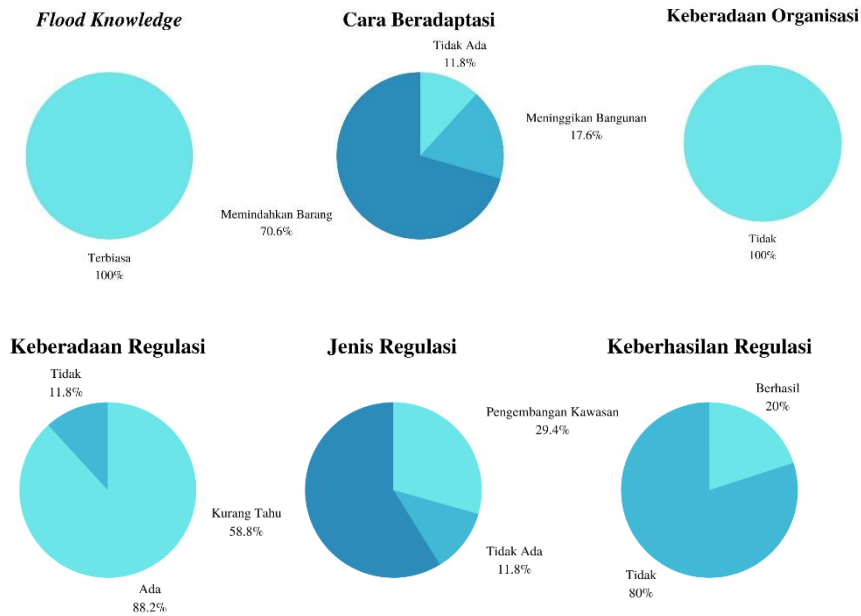 Flood Knowledge
Terbiasa
100%
Cara Beradaptasi
Tidak Ada
11.8%
Meninggikan Bangunan
17.6%
Memindahkan Barang
70.6%
Keberadaan Organisasi
Tidak
100%
Keberadaan Regulasi
Tidak
11.8%
Ada
88.2%
Jenis Regulasi
Pengembangan Kawasan
29.4%
Kurang Tahu
58.8%
Tidak Ada
11.8%
Keberhasilan Regulasi
Berhasil
20%
Tidak
80%